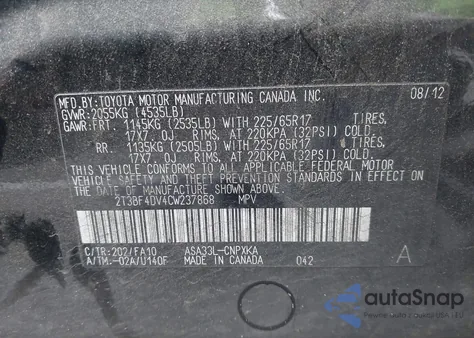 MFD.BY:TOYOTA MOTOR MANUFACTURING CANADA INC. 08/12
GVWR:2055KG (4535LB)
GAWR:FRT. 1145KG (2535LB) WITH 225/65R17 TIRES,
17X7.0J RIMS, AT 220KPA (32PSI) COLD.
RR. 1135KG (2505LB) WITH 225/65R17 TIRES,
17X7.0J RIMS, AT 220KPA (32PSI) COLD.
THIS VEHICLE CONFORMS TO ALL APPLICABLE FEDERAL MOTOR
VEHICLE SAFETY AND THEFT PREVENTION STANDARDS IN
EFFECT ON THE DATE OF MANUFACTURE SHOWN ABOVE.
2T3BF4DV4CW237868 MPV
C/TR:202/FA10 ASA33L-CNPXKA A
A/TM.-02A/U140F MADE IN CANADA 042
autoSnap